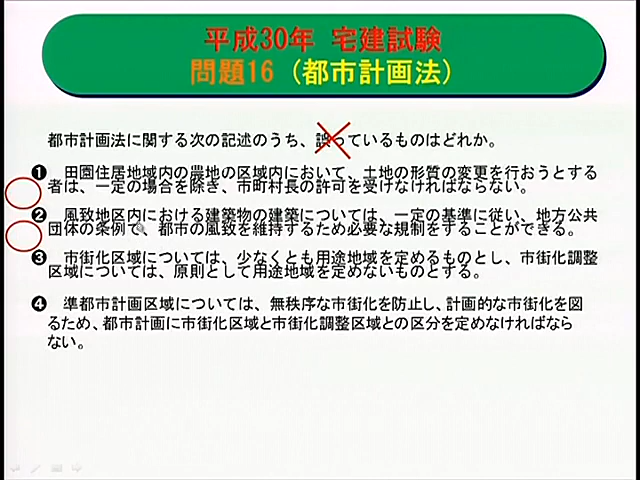 平成30年 宅建試験
問題16（都市計画法）
都市計画法に関する次の記述のうち、誤っているものはどれか。
❶ 田園住居地域内の農地の区域内において、土地の形質の変更を行おうとする
者は、一定の場合を除き、市町村長の許可を受けなければならない。
❷ 風致地区内における建築物の建築については、一定の基準に従い、地方公共
団体の条例で、都市の風致を維持するため必要な規制をすることができる。
❸ 市街化区域については、少なくとも用途地域を定めるものとし、市街化調整
区域については、原則として用途地域を定めないものとする。
❹ 準都市計画区域については、無秩序な市街化を防止し、計画的な市街化を図
るため、都市計画に市街化区域と市街化調整区域との区分を定めなければなら
ない。